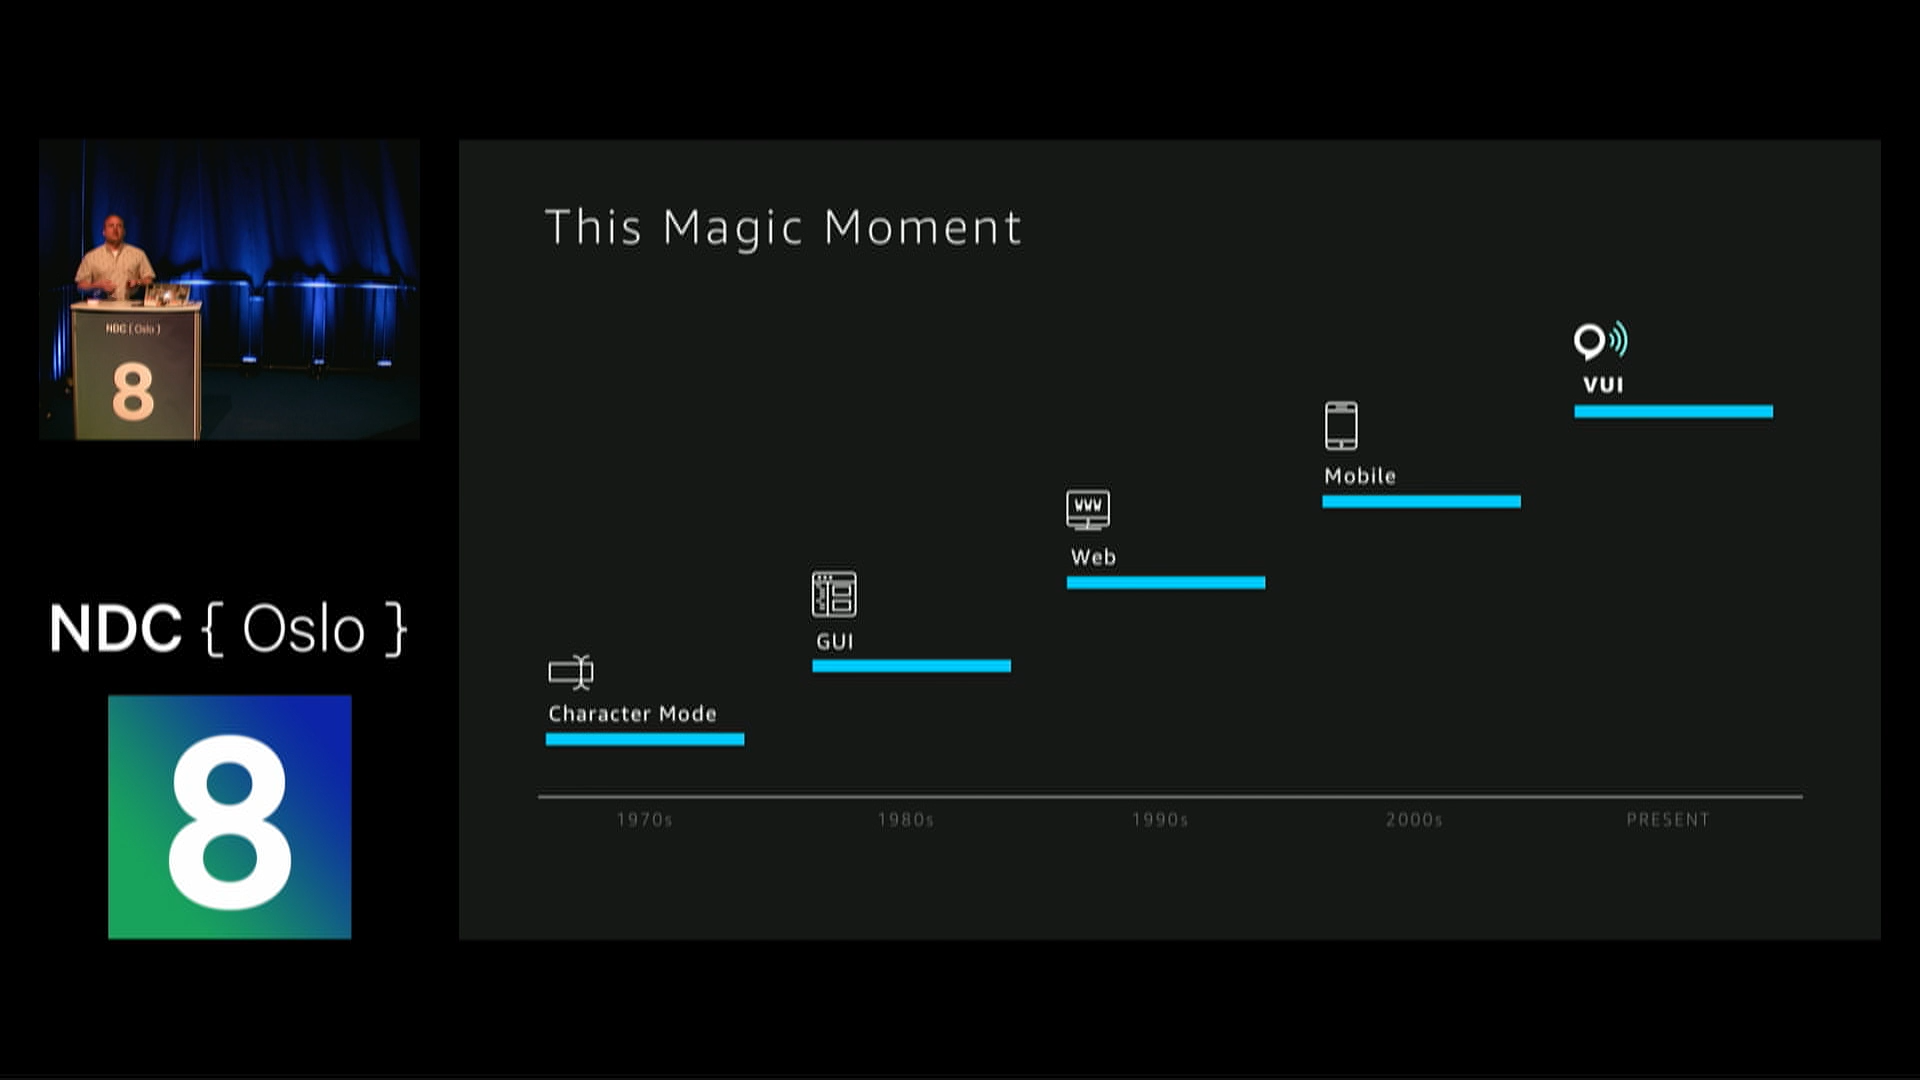 NDC { Oslo }
8
NDC { Oslo }
8
This Magic Moment
VUI
Mobile
WWW
Web
GUI
Character Mode
1970s 1980s 1990s 2000s PRESENT